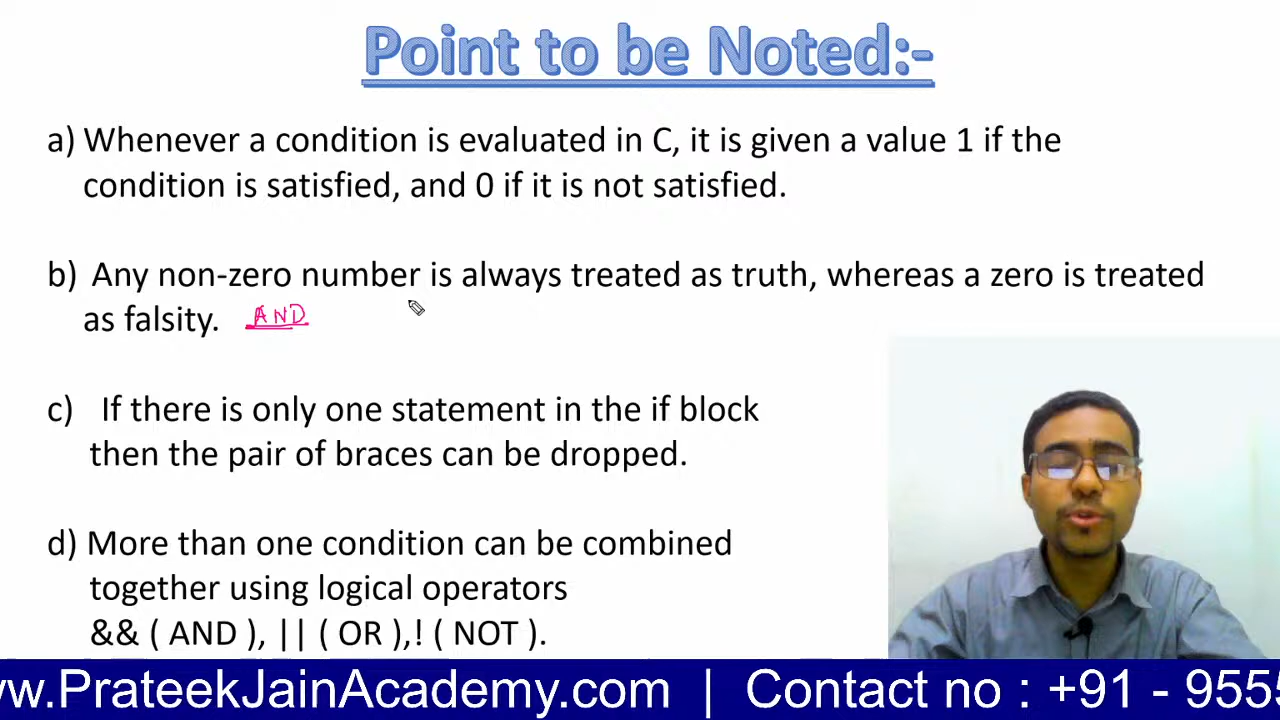 Point to be Noted:-
a) Whenever a condition is evaluated in C, it is given a value 1 if the
condition is satisfied, and 0 if it is not satisfied.
b) Any non-zero number is always treated as truth, whereas a zero is treated
as falsity. AND
c) If there is only one statement in the if block
then the pair of braces can be dropped.
d) More than one condition can be combined
together using logical operators
&& ( AND ), || ( OR ),! ( NOT ).
w.PrateekJainAcademy.com | Contact no : +91 - 955